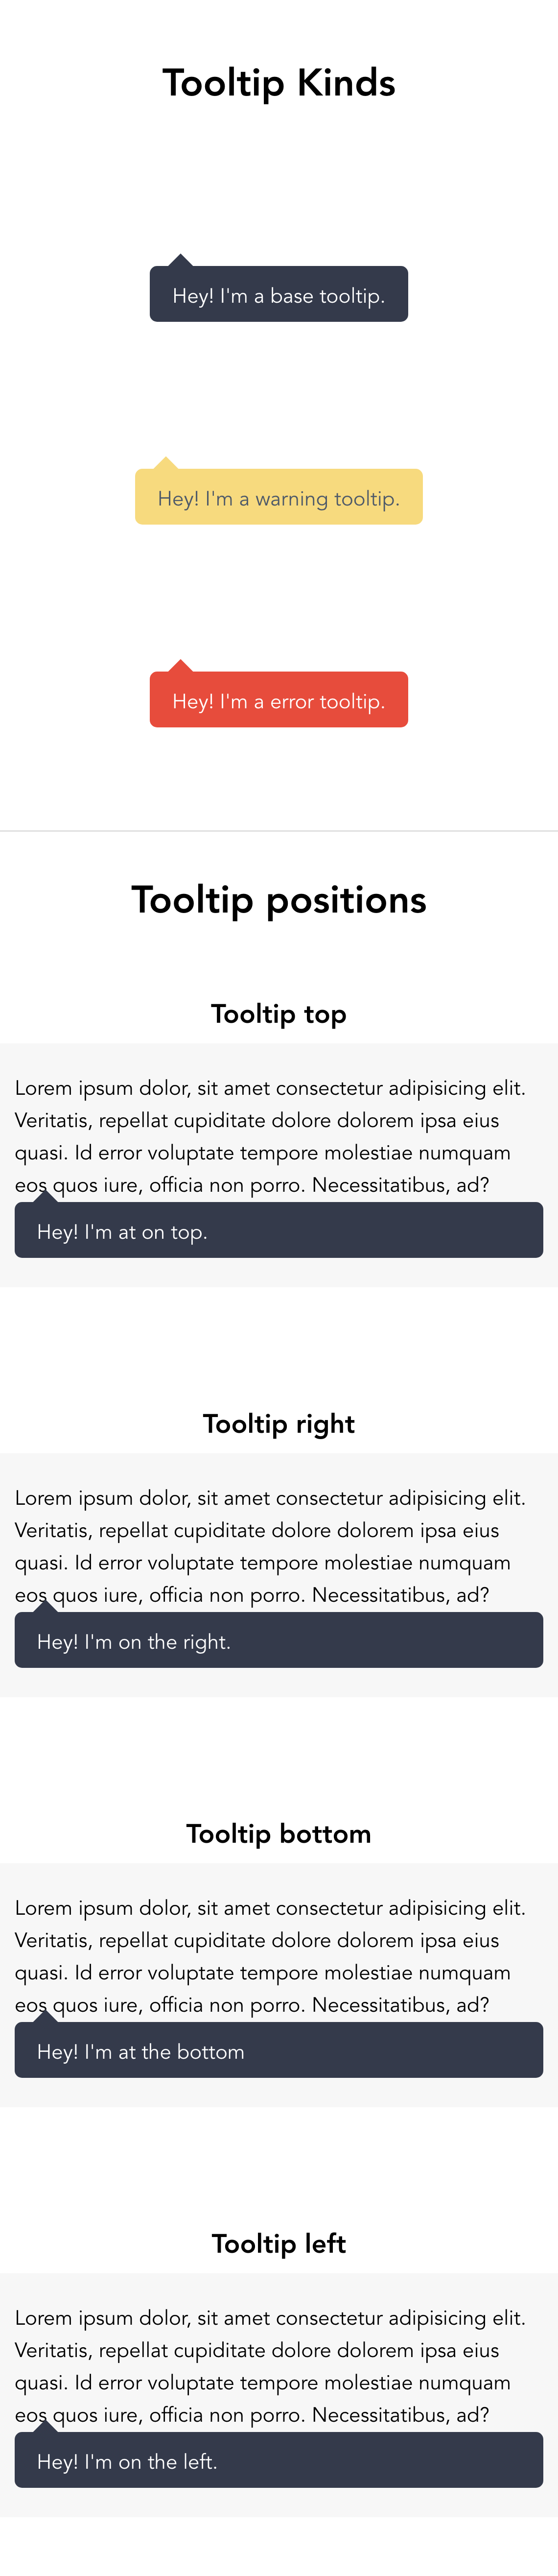 Tooltip Kinds
Hey! I'm a base tooltip.
Hey! I'm a warning tooltip.
Hey! I'm a error tooltip.
Tooltip positions
Tooltip top
Lorem ipsum dolor, sit amet consectetur adipisicing elit.
Veritatis, repellat cupiditate dolore dolorem ipsa eius
quasi. Id error voluptate tempore molestiae numquam
eos quos iure, officia non porro. Necessitatibus, ad?
Hey! I'm at on top.
Tooltip right
Lorem ipsum dolor, sit amet consectetur adipisicing elit.
Veritatis, repellat cupiditate dolore dolorem ipsa eius
quasi. Id error voluptate tempore molestiae numquam
eos quos iure, officia non porro. Necessitatibus, ad?
Hey! I'm on the right.
Tooltip bottom
Lorem ipsum dolor, sit amet consectetur adipisicing elit.
Veritatis, repellat cupiditate dolore dolorem ipsa eius
quasi. Id error voluptate tempore molestiae numquam
eos quos iure, officia non porro. Necessitatibus, ad?
Hey! I'm at the bottom
Tooltip left
Lorem ipsum dolor, sit amet consectetur adipisicing elit.
Veritatis, repellat cupiditate dolore dolorem ipsa eius
quasi. Id error voluptate tempore molestiae numquam
eos quos iure, officia non porro. Necessitatibus, ad?
Hey! I'm on the left.